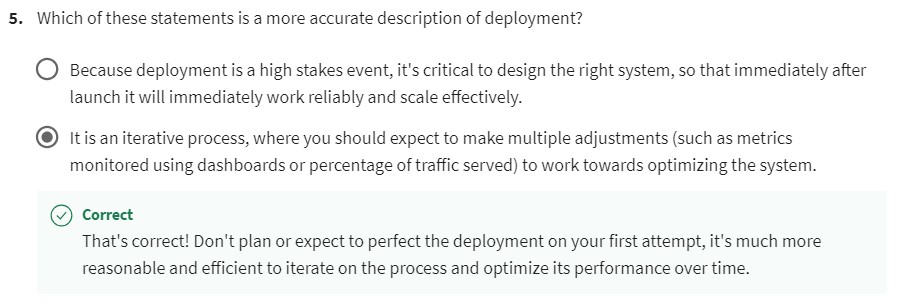 5. Which of these statements is a more accurate description of deployment?
Because deployment is a high stakes event, it's critical to design the right system, so that immediately after
launch it will immediately work reliably and scale effectively.
It is an iterative process, where you should expect to make multiple adjustments (such as metrics
monitored using dashboards or percentage of traffic served) to work towards optimizing the system.
Correct
That's correct! Don't plan or expect to perfect the deployment on your first attempt, it's much more
reasonable and efficient to iterate on the process and optimize its performance over time.